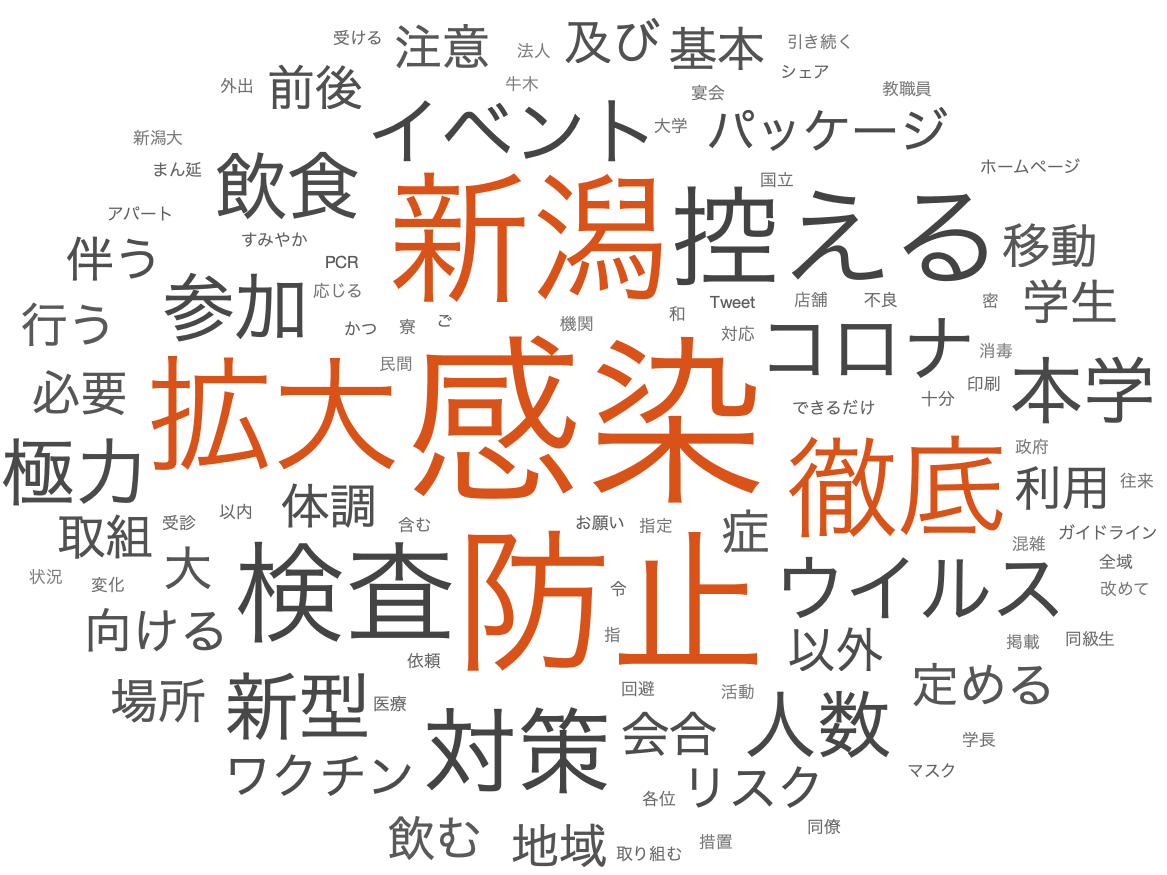 受ける
注意
法人
及び
基本
引き続く
シェア
外出
前後
牛木
宴会
教職員
イベント
大学
パッケージ
新潟大
まん延
飲食
新潟
国立
控える
ホームページ
アパート
すみやか
伴う
PCR
移動
参加
応じる
Tweet
店舗
不良
密
学生
行う
かつ
寮
ご
機関
和
対応
コロナ
消毒
民間
必要
拡大
感染
できるだけ
十分
印刷
本学
極力
徹底
政府
利用
往来
取組
受診
以内
体調
含む
お願い
指定
症
混雑
ガイドライン
全域
改めて
状況
変化
大
検査
防止
令
ウイルス
向ける
依頼
指
以外
掲載
同級生
場所
新型
医療
回避
活動
定める
対策
会合
人数
学長
ワクチン
リスク
マスク
各位
飲む
地域
取り組む
措置
同僚